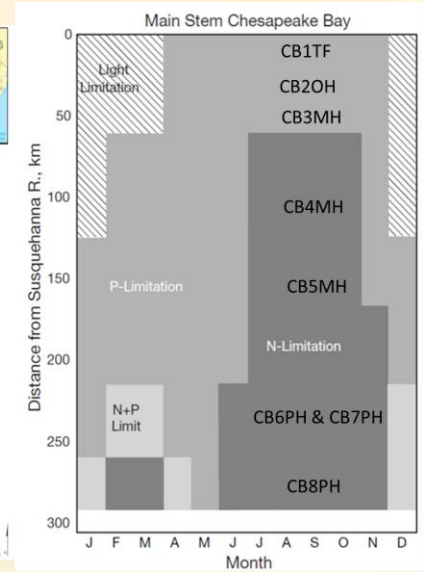 Main Stem Chesapeake Bay
0
50
100
150
200
250
300
Distance from Susquehanna R., km
Light
Limitation
CB1TF
CB2OH
CB3MH
CB4MH
P-Limitation
CB5MH
N-Limitation
N+P
Limit
CB6PH & CB7PH
CB8PH
J F M A M J J A S O N D
Month